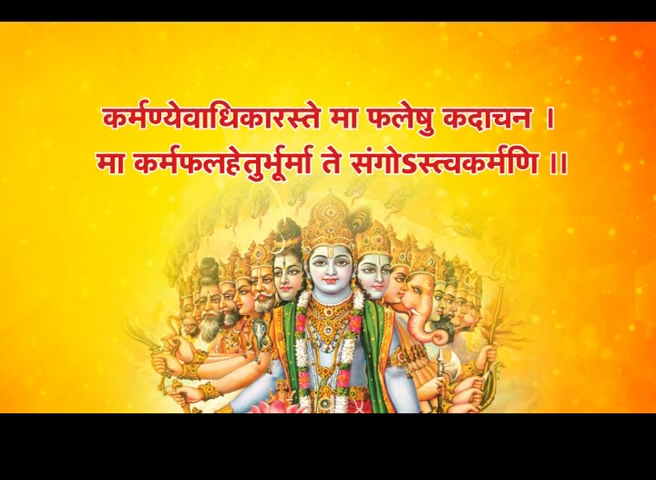 कर्मण्येवाधिकारस्ते मा फलेषु कदाचन ।
मा कर्मफलहेतुर्भूर्मा ते संगोऽस्त्वकर्मणि ।।